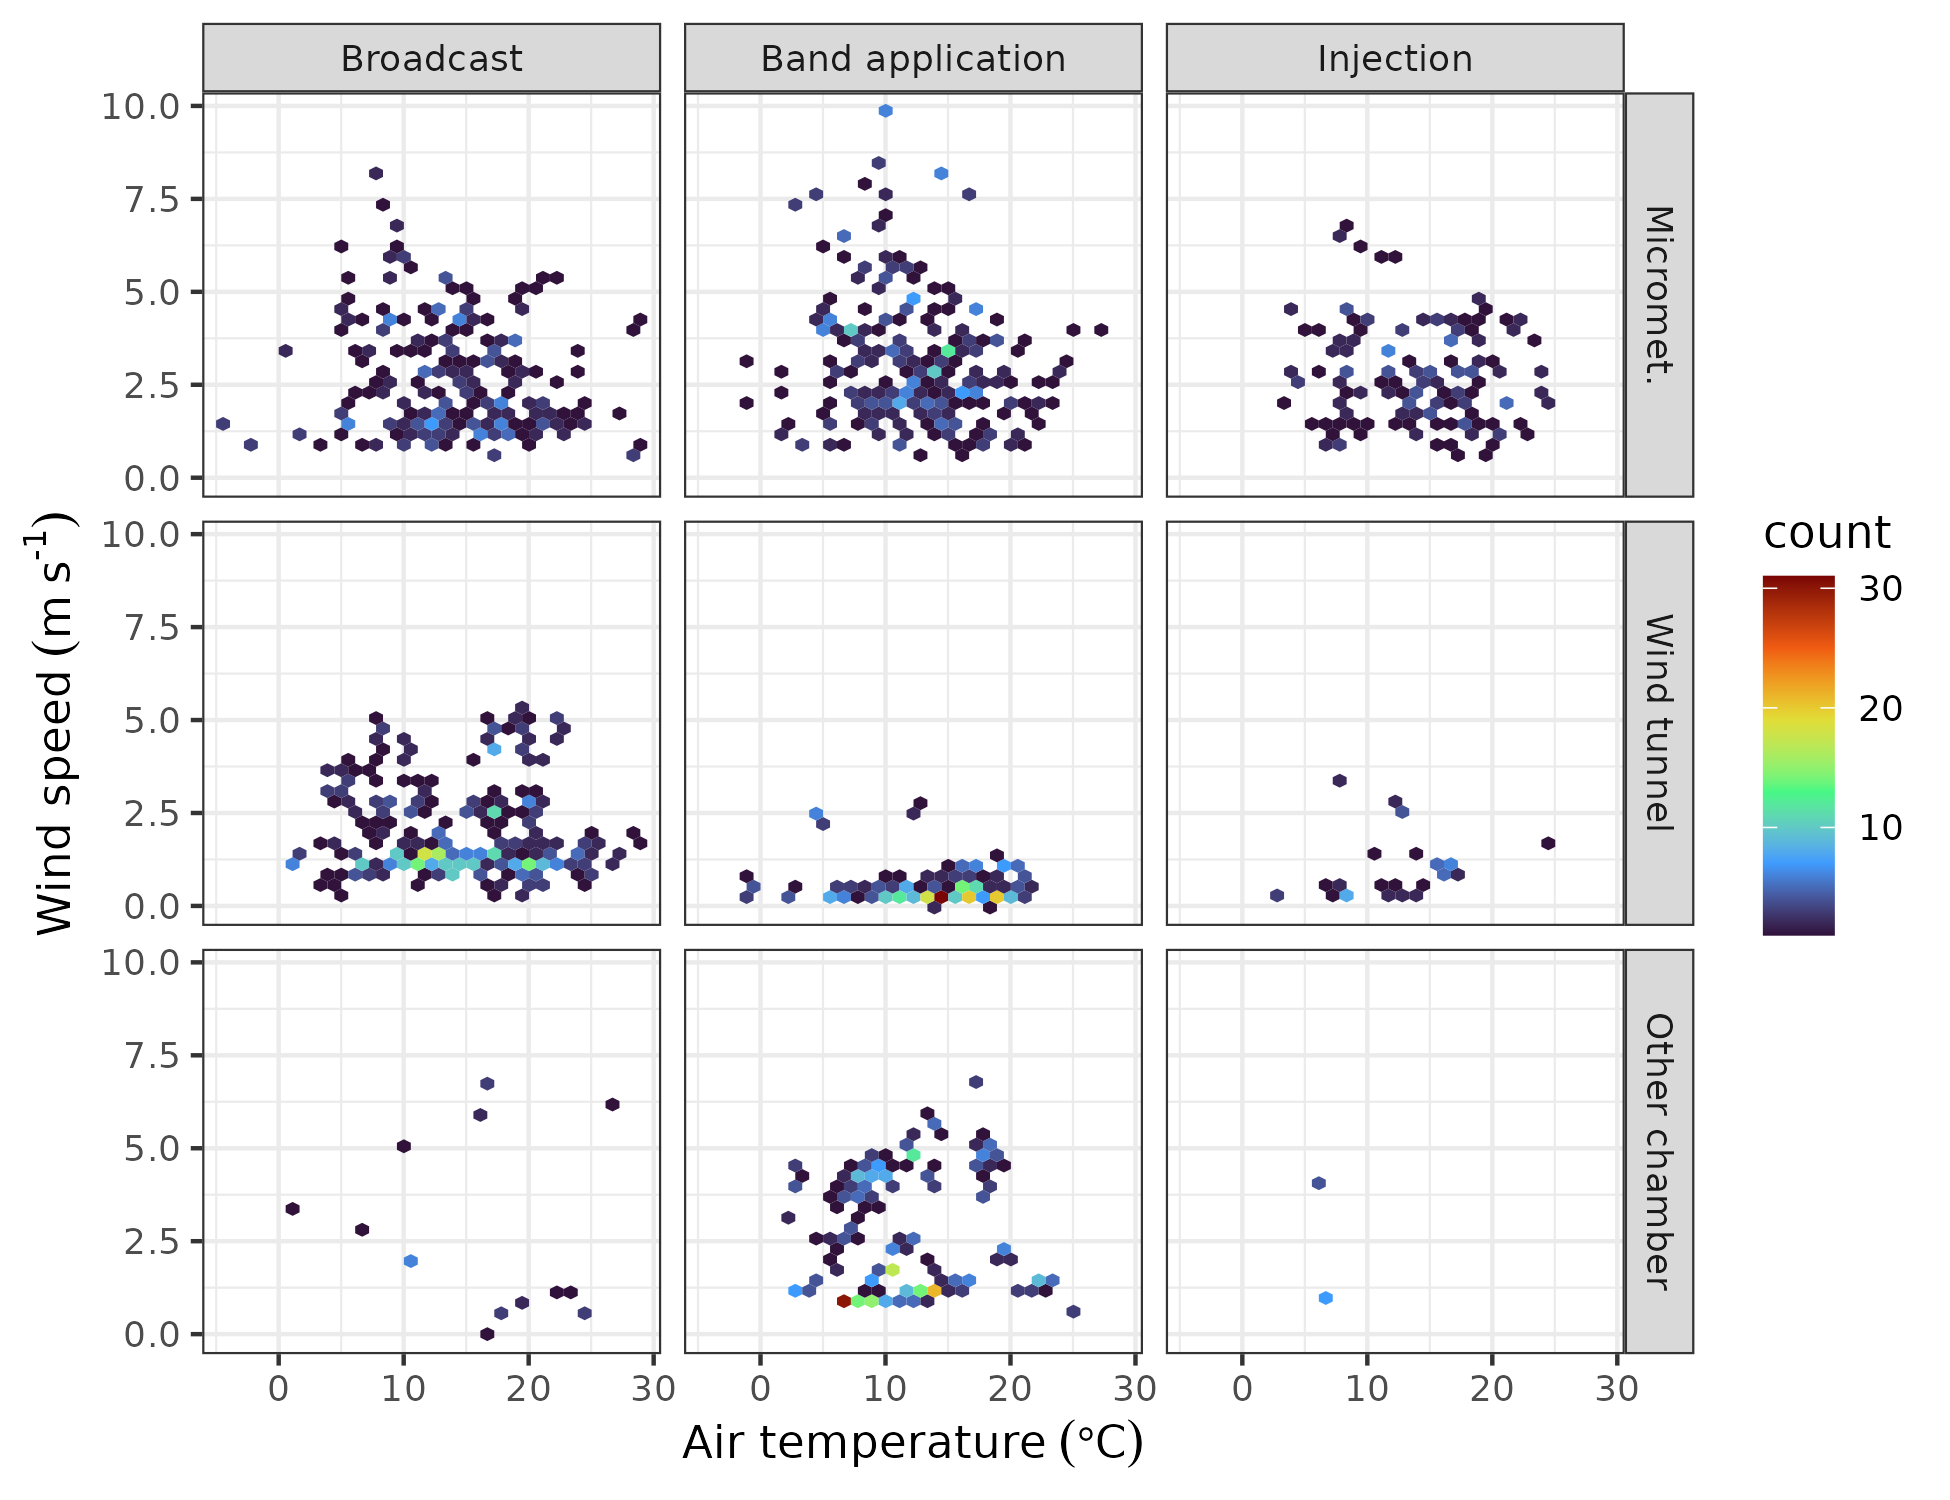 Broadcast Band application Injection
10.0
7.5
5.0
2.5
0.0
Micromet.
10.0
7.5
5.0
2.5
0.0
Wind tunnel
10.0
7.5
5.0
2.5
0.0
Other chamber
0 10 20 30 0 10 20 30 0 10 20 30
Air temperature (°C)
Wind speed (m s⁻¹)
count
30
20
10